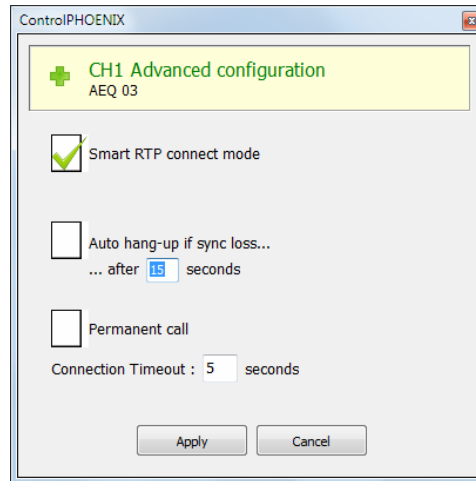 ControlPHOENIX
CH1 Advanced configuration
AEQ 03
Smart RTP connect mode
Auto hang-up if sync loss...
... after 15 seconds
Permanent call
Connection Timeout : 5 seconds
Apply Cancel